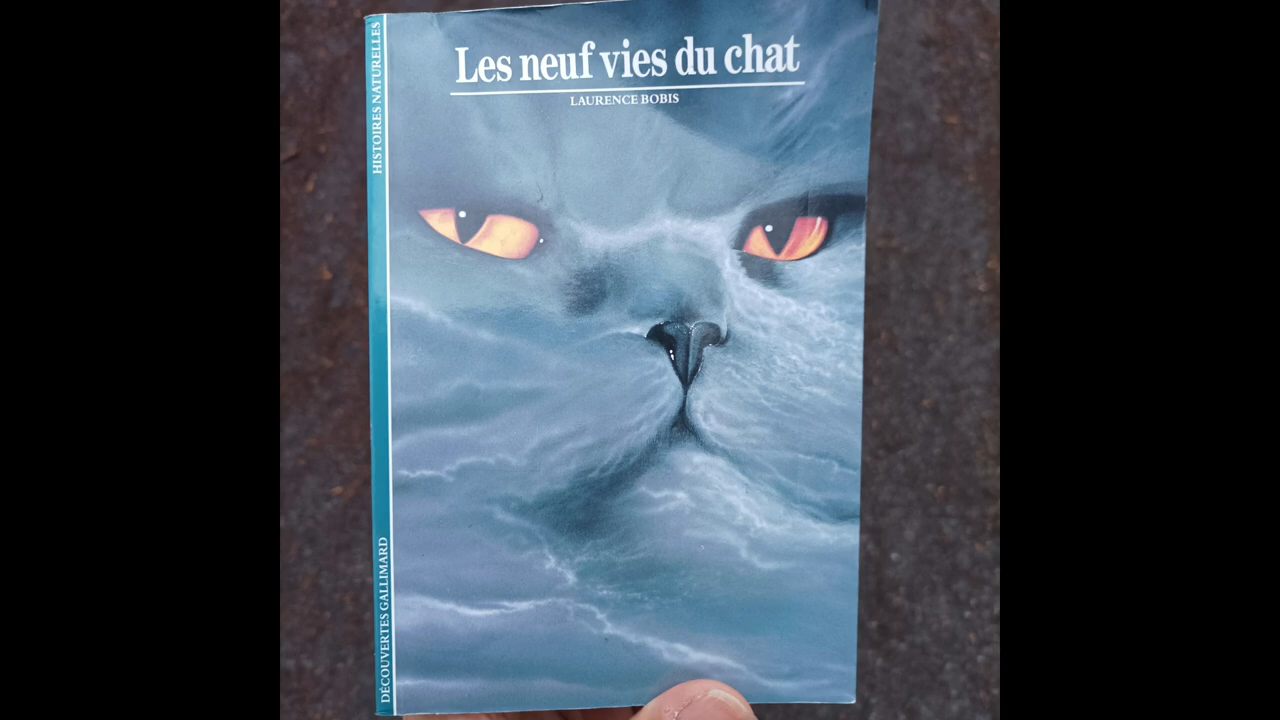 Les neuf vies du chat
LAURENCE BOBIS
HISTOIRES NATURELLES
DÉCOUVERTES GALLIMARD